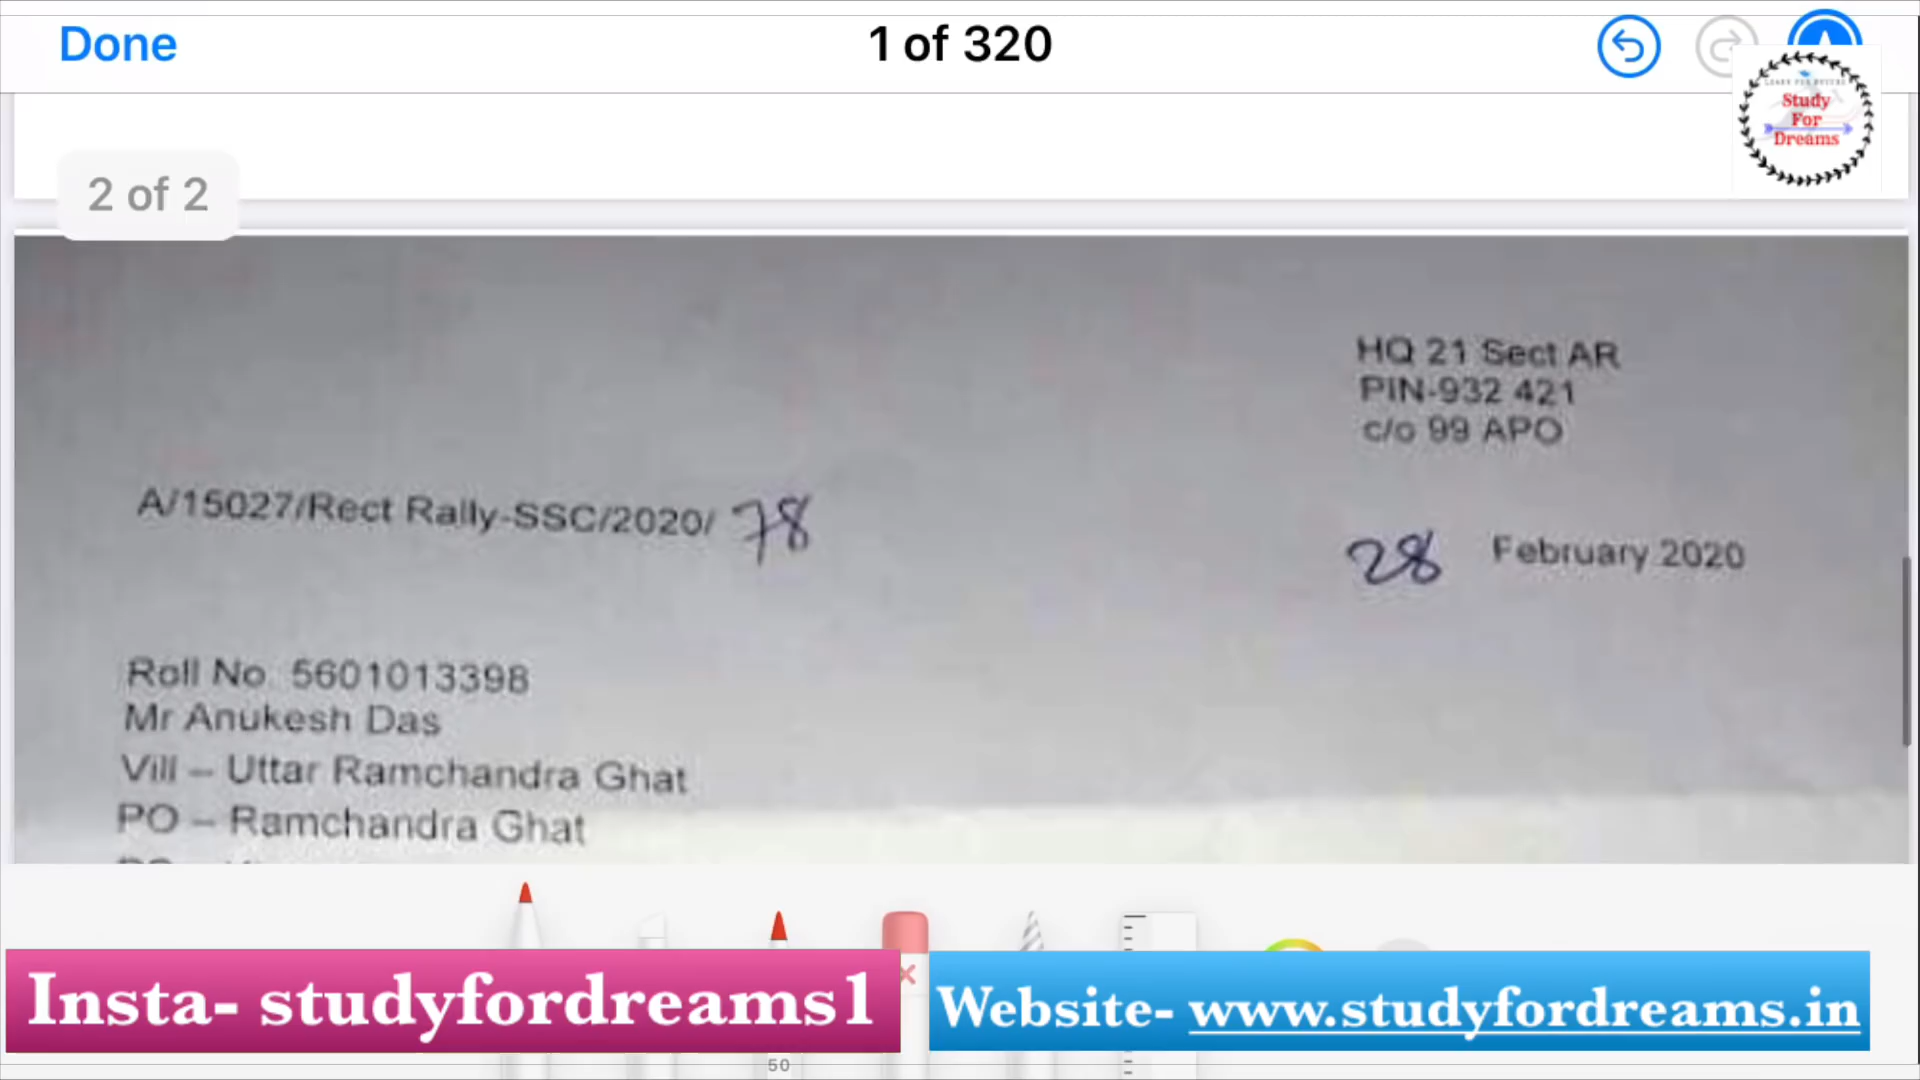 Done
1 of 320
Study
For
Dreams
2 of 2
HQ 21 Sect AR
PIN-932 421
c/o 99 APO
A/15027/Rect Rally-SSC/2020/ 78
28 February 2020
Roll No 5601013398
Mr Anukesh Das
Vill – Uttar Ramchandra Ghat
PO – Ramchandra Ghat
Insta- studyfordreams1
Website- www.studyfordreams.in
50